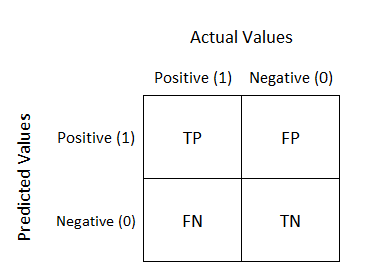 Actual Values
Positive (1) Negative (0)
Predicted Values
Positive (1) TP FP
Negative (0) FN TN